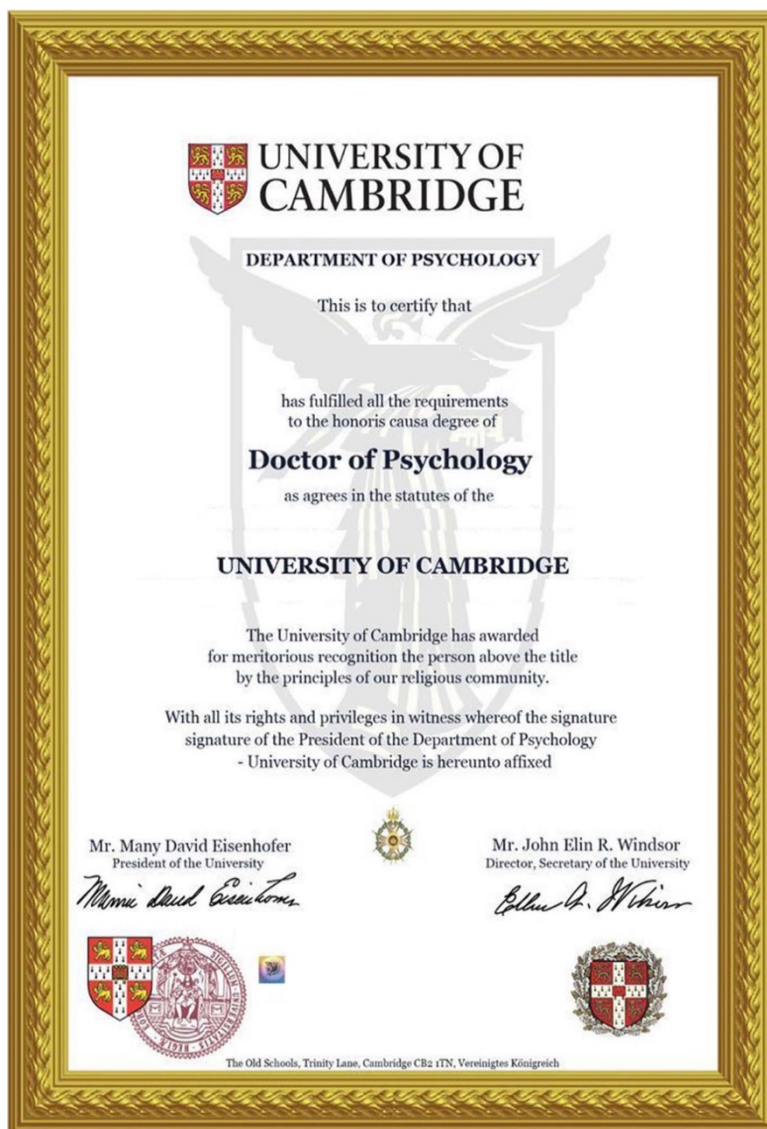 UNIVERSITY OF
CAMBRIDGE
DEPARTMENT OF PSYCHOLOGY
This is to certify that
has fulfilled all the requirements
to the honoris causa degree of
Doctor of Psychology
as agrees in the statutes of the
UNIVERSITY OF CAMBRIDGE
The University of Cambridge has awarded
for meritorious recognition the person above the title
by the principles of our religious community.
With all its rights and privileges in witness whereof the signature
signature of the President of the Department of Psychology
- University of Cambridge is hereunto affixed
Mr. Many David Eisenhofer
President of the University
Mr. John Elin R. Windsor
Director, Secretary of the University
The Old Schools, Trinity Lane, Cambridge CB2 1TN, Vereinigtes Königreich